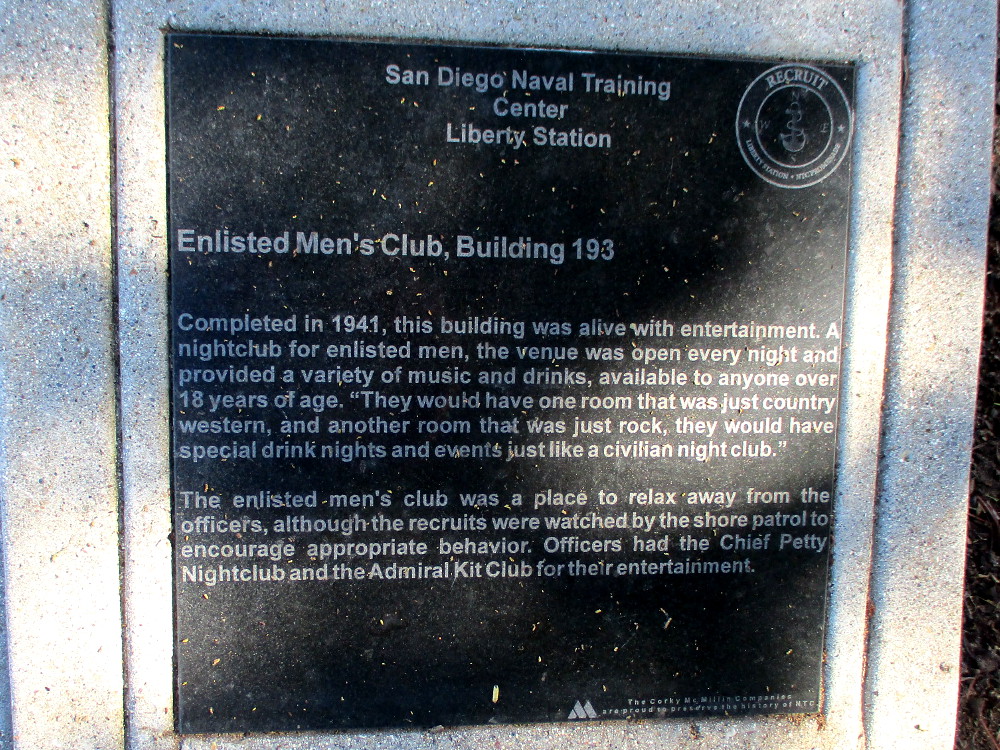 San Diego Naval Training
Center
Liberty Station
RECRUIT
Enlisted Men's Club, Building 193
Completed in 1941, this building was alive with entertainment. A
nightclub for enlisted men, the venue was open every night and
provided a variety of music and drinks, available to anyone over
18 years of age. “They would have one room that was just country
western, and another room that was just rock, they would have
special drink nights and events just like a civilian night club.”
The enlisted men's club was a place to relax away from the
officers, although the recruits were watched by the shore patrol to
encourage appropriate behavior. Officers had the Chief Petty
Nightclub and the Admiral Kit Club for their entertainment.
The Corky McMillin Companies
are proud to preserve the history of NTC.